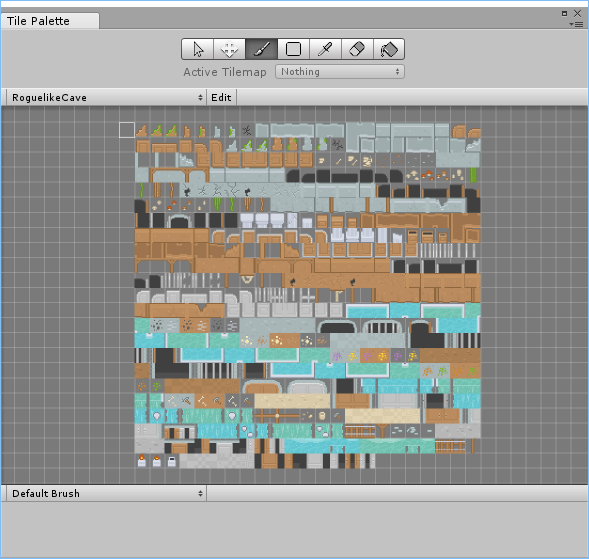 Tile Palette
Active Tilemap Nothing
RoguelikeCave Edit
Default Brush